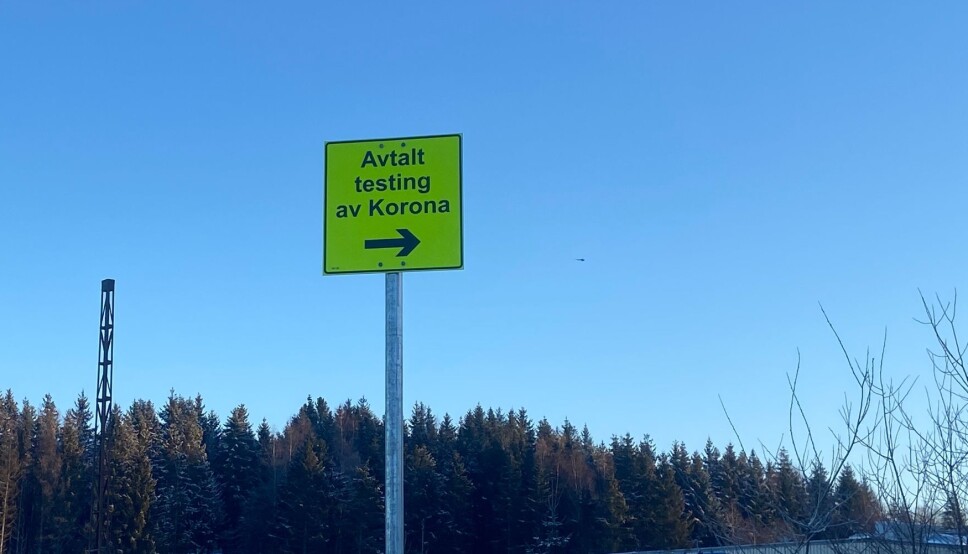 Avtalt
testing
av Korona